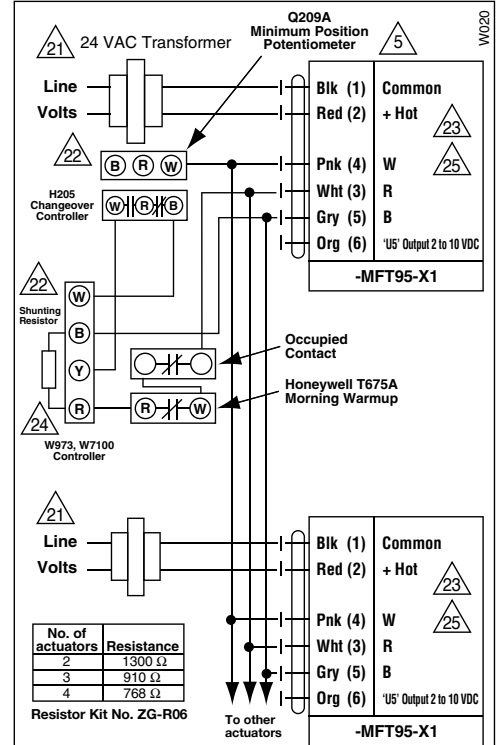 Q209A
Minimum Position
Potentiometer
W020
21
24 VAC Transformer
5
Line
Volts
Blk (1) Common
Red (2) + Hot
23
22
B R W
Pnk (4) W
25
H205
Changeover
Controller
W R B
Wht (3) R
Gry (5) B
Org (6) 'U5' Output 2 to 10 VDC
-MFT95-X1
22
Shunting
Resistor
W
B
Y
R
24
W973, W7100
Controller
Occupied
Contact
Honeywell T675A
Morning Warmup
R W
21
Line
Volts
Blk (1) Common
Red (2) + Hot
23
Pnk (4) W
25
Wht (3) R
Gry (5) B
Org (6) 'U5' Output 2 to 10 VDC
-MFT95-X1
No. of
actuators Resistance
2 1300 Ω
3 910 Ω
4 768 Ω
Resistor Kit No. ZG-R06
To other
actuators